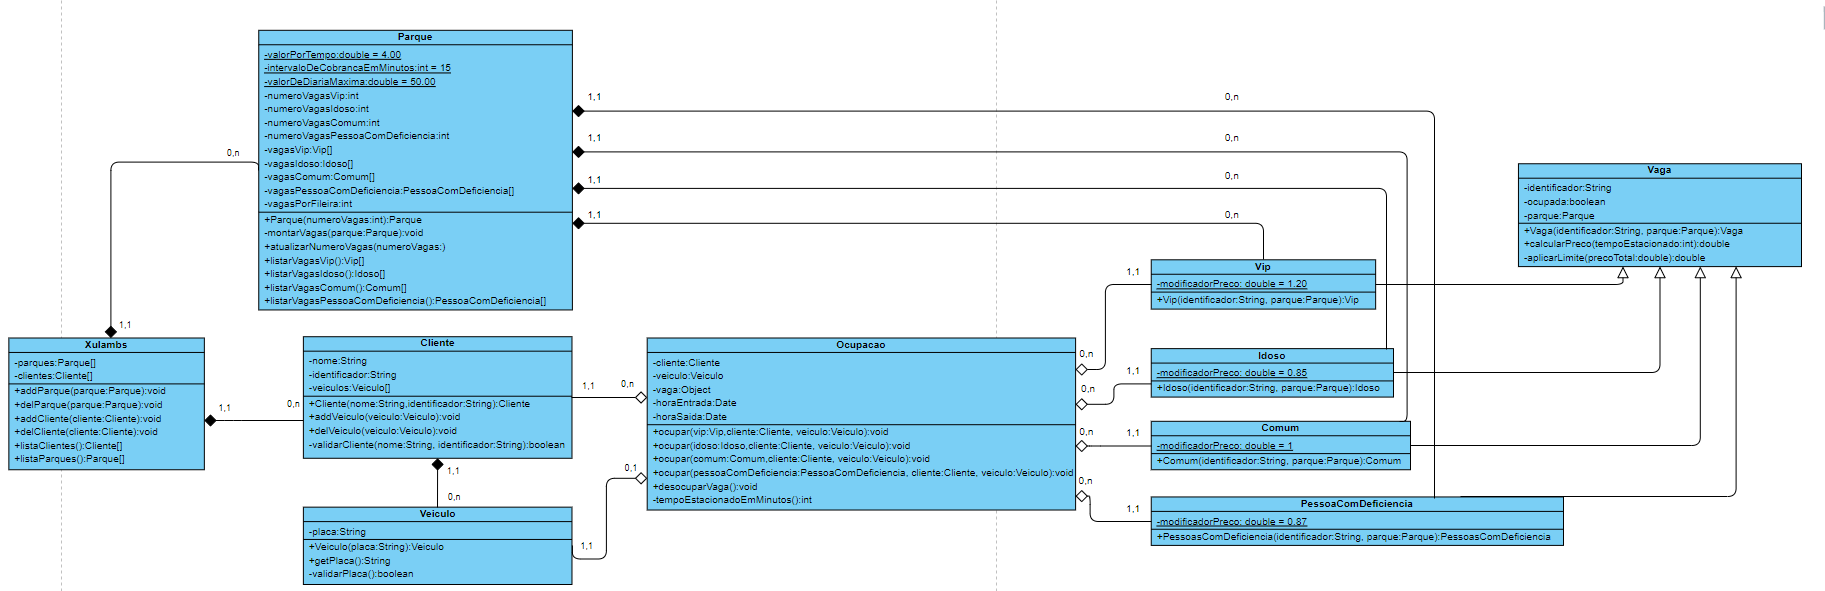 Parque
-valorPorTempo:double = 4.00
-intervaloDeCobrancaEmMinutos:int = 15
-valorDeDiariaMaxima:double = 50.00
-numeroVagasVip:int
-numeroVagasIdoso:int
-numeroVagasComum:int
-numeroVagasPessoaComDeficiencia:int
-vagasVip:Vip[]
-vagasIdoso:Idoso[]
-vagasComum:Comum[]
-vagasPessoaComDeficiencia:PessoaComDeficiencia[]
-vagasPorFileira:int
+Parque(numeroVagas:int):Parque
-montarVagas(parque:Parque):void
+atualizarNumeroVagas(numeroVagas:)
+listarVagasVip():Vip[]
+listarVagasIdoso():Idoso[]
+listarVagasComum():Comum[]
+listarVagasPessoaComDeficiencia():PessoaComDeficiencia[]
1,1
0,n
1,1
0,n
1,1
0,n
1,1
0,n
0,n
1,1
Xulambs
-parques:Parque[]
-clientes:Cliente[]
+addParque(parque:Parque):void
+delParque(parque:Parque):void
+addCliente(cliente:Cliente):void
+delCliente(cliente:Cliente):void
+listaClientes():Cliente[]
+listaParques():Parque[]
1,1
0,n
Cliente
-nome:String
-identificador:String
-veiculos:Veiculo[]
+Cliente(nome:String,identificador:String):Cliente
+addVeiculo(veiculo:Veiculo):void
+delVeiculo(veiculo:Veiculo):void
-validarCliente(nome:String, identificador:String):boolean
1,1
0,n
1,1
0,n
Veiculo
-placa:String
+Veiculo(placa:String):Veiculo
+getPlaca():String
-validarPlaca():boolean
0,1
1,1
Ocupacao
-cliente:Cliente
-veiculo:Veiculo
-vaga:Object
-horaEntrada:Date
-horaSaida:Date
+ocupar(vip:Vip,cliente:Cliente, veiculo:Veiculo):void
+ocupar(idoso:Idoso,cliente:Cliente, veiculo:Veiculo):void
+ocupar(comum:Comum,cliente:Cliente, veiculo:Veiculo):void
+ocupar(pessoaComDeficiencia:PessoaComDeficiencia, cliente:Cliente, veiculo:Veiculo):void
+desocuparVaga():void
-tempoEstacionadoEmMinutos():int
0,n
1,1
0,n
1,1
0,n
1,1
0,n
1,1
Vip
-modificadorPreco: double = 1.20
+Vip(identificador:String, parque:Parque):Vip
Idoso
-modificadorPreco: double = 0.85
+Idoso(identificador:String, parque:Parque):Idoso
Comum
-modificadorPreco: double = 1
+Comum(identificador:String, parque:Parque):Comum
PessoaComDeficiencia
-modificadorPreco: double = 0.87
+PessoasComDeficiencia(identificador:String, parque:Parque):PessoasComDeficiencia
Vaga
-identificador:String
-ocupada:boolean
-parque:Parque
+Vaga(identificador:String, parque:Parque):Vaga
+calcularPreco(tempoEstacionado:int):double
-aplicarLimite(precoTotal:double):double